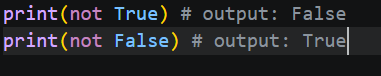 print(not True) # output: False
print(not False) # output: True